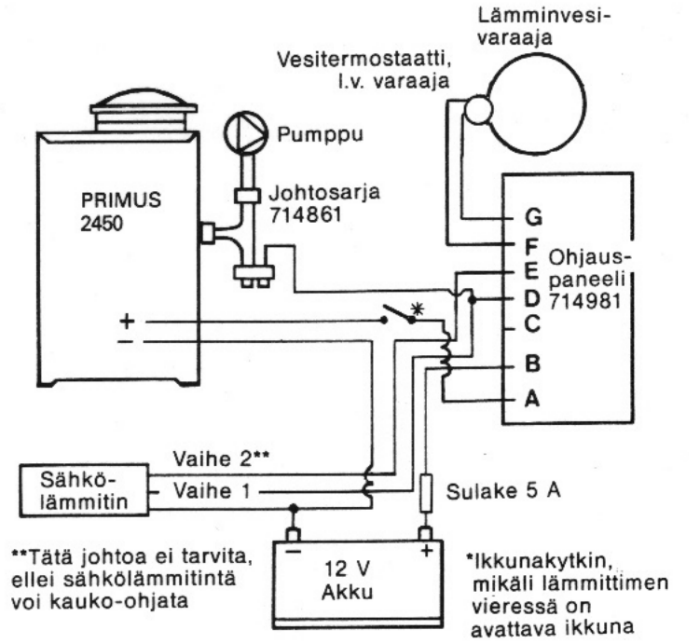 Lämminvesi-
varaaja
Vesitermostaatti,
l.v. varaaja
Pumppu
PRIMUS
2450
Johtosarja
714861
G
F
E
D
C
B
A
Ohjaus-
paneeli
714981
+
*
−
Vaihe 2**
Sähkö-
lämmitin
Vaihe 1
Sulake 5 A
− +
12 V
Akku
**Tätä johtoa ei tarvita,
ellei sähkölämmitintä
voi kauko-ohjata
*Ikkunakytkin,
mikäli lämmittimen
vieressä on
avattava ikkuna